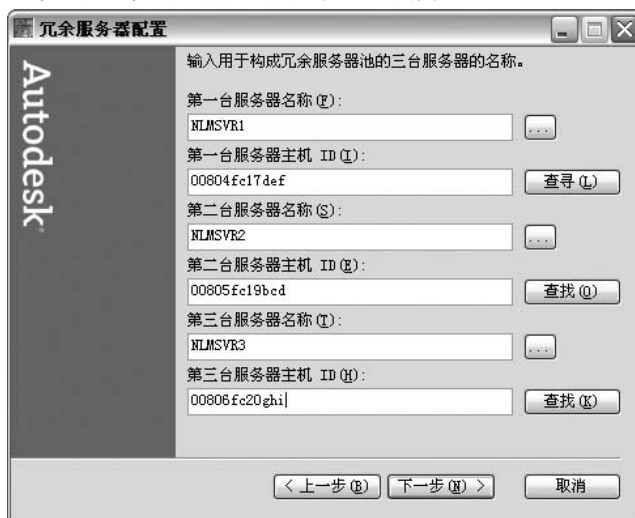 冗余服务器配置
Autodesk
输入用于构成冗余服务器池的三台服务器的名称。
第一台服务器名称(F):
NLMSVR1
...
第一台服务器主机 ID(I):
00804fc17def
查寻(L)
第二台服务器名称(S):
NLMSVR2
...
第二台服务器主机 ID(E):
00805fc19bcd
查找(O)
第三台服务器名称(T):
NLMSVR3
...
第三台服务器主机 ID(H):
00806fc20ghi
查找(K)
< 上一步(B)
下一步(N) >
取消